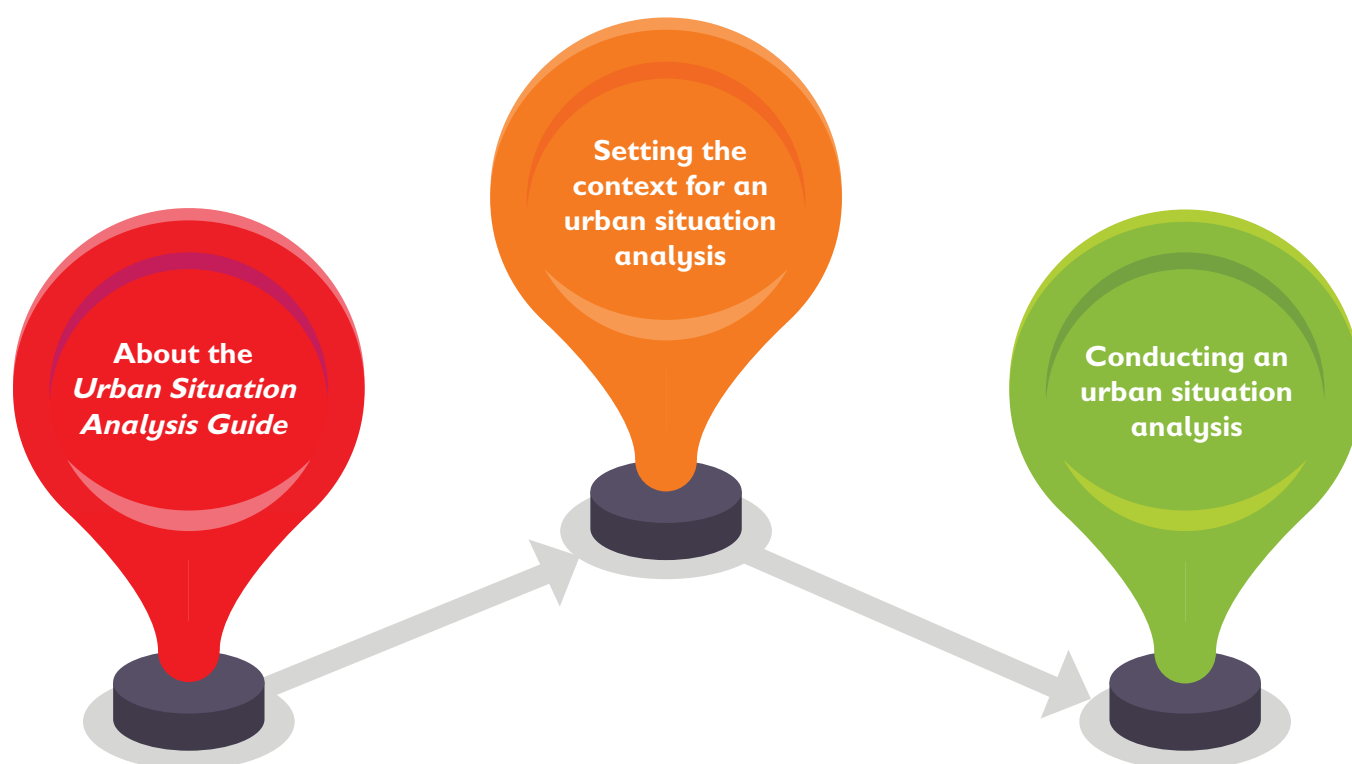 About the
Urban Situation
Analysis Guide
Setting the
context for an
urban situation
analysis
Conducting an
urban situation
analysis